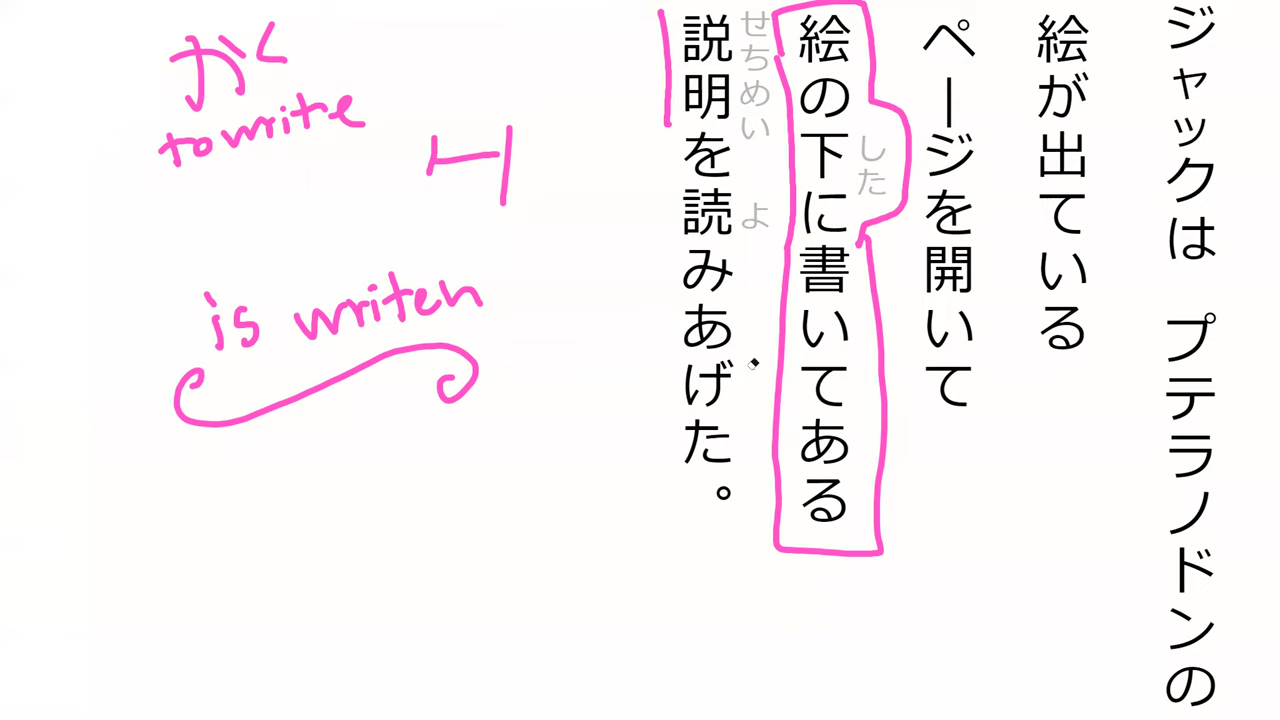 ジャックは プテラノドンの
絵が出ている
ページを開いて
絵の下に書いてある
した
説明を読みあげた。
せちめい よ
かく
to write
is writen